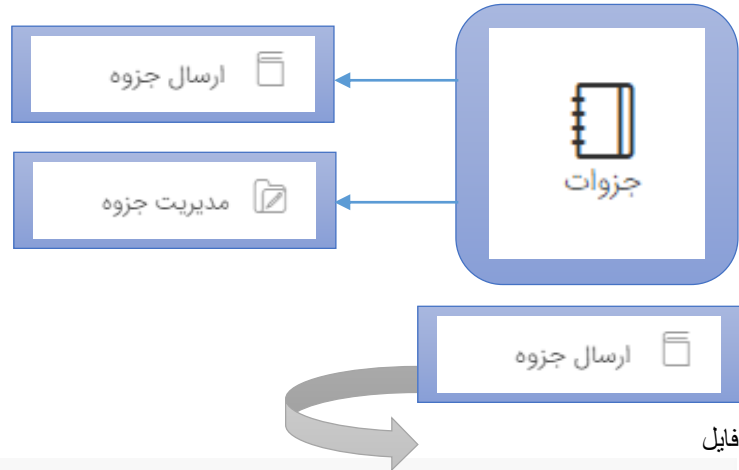 جزوات
ارسال جزوه
مدیریت جزوه
ارسال جزوه
فایل